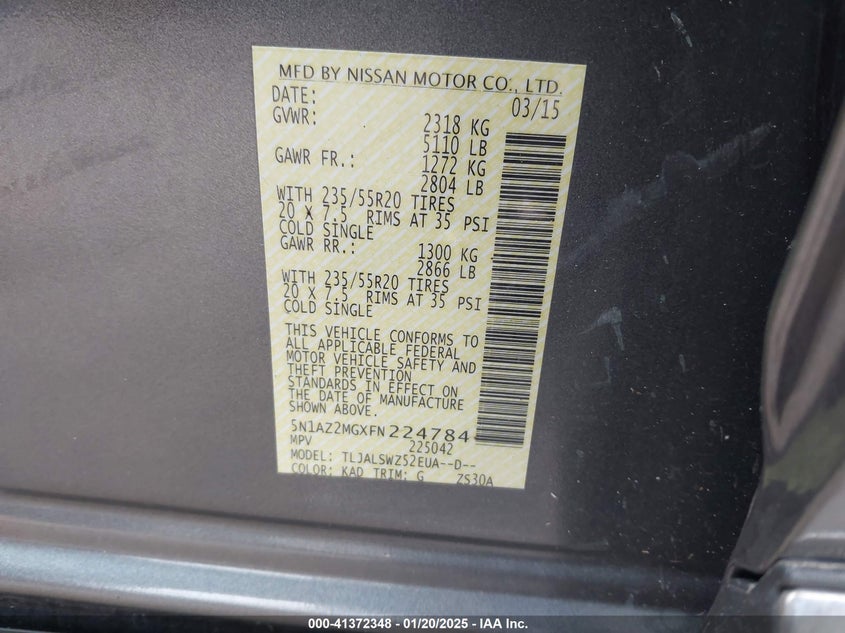 MFD BY NISSAN MOTOR CO., LTD.
DATE: 03/15
GVWR: 2318 KG
5110 LB
GAWR FR.: 1272 KG
2804 LB
WITH 235/55R20 TIRES
20 X 7.5 RIMS AT 35 PSI
COLD SINGLE
GAWR RR.: 1300 KG
2866 LB
WITH 235/55R20 TIRES
20 X 7.5 RIMS AT 35 PSI
COLD SINGLE
THIS VEHICLE CONFORMS TO
ALL APPLICABLE FEDERAL
MOTOR VEHICLE SAFETY AND
THEFT PREVENTION
STANDARDS IN EFFECT ON
THE DATE OF MANUFACTURE
SHOWN ABOVE.
5N1AZ2MGXFN224784
MPV 225042
MODEL: TLJALSWZ52EUA--D--
COLOR: KAD TRIM: G ZS30A
000-41372348 - 01/20/2025 - IAA Inc.